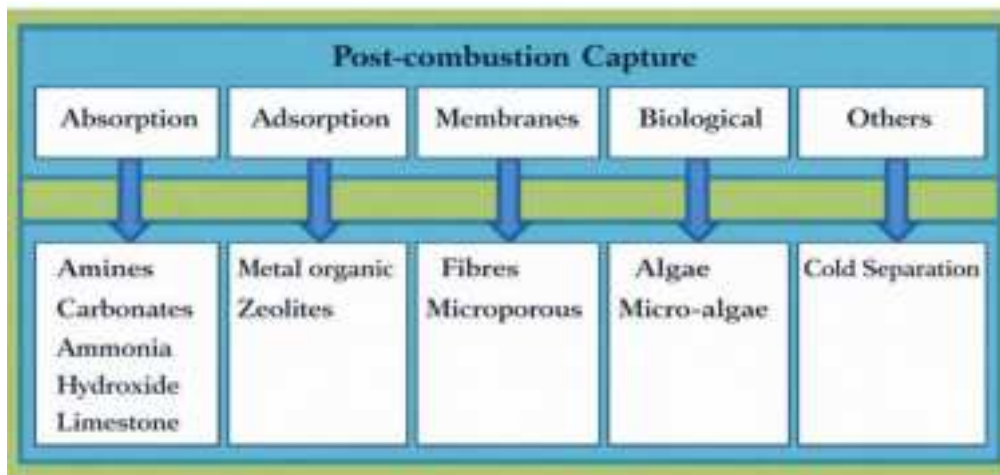 Post-combustion Capture
Absorption
Adsorption
Membranes
Biological
Others
Amines
Carbonates
Ammonia
Hydroxide
Limestone
Metal organic
Zeolites
Fibres
Microporous
Algae
Micro-algae
Cold Separation